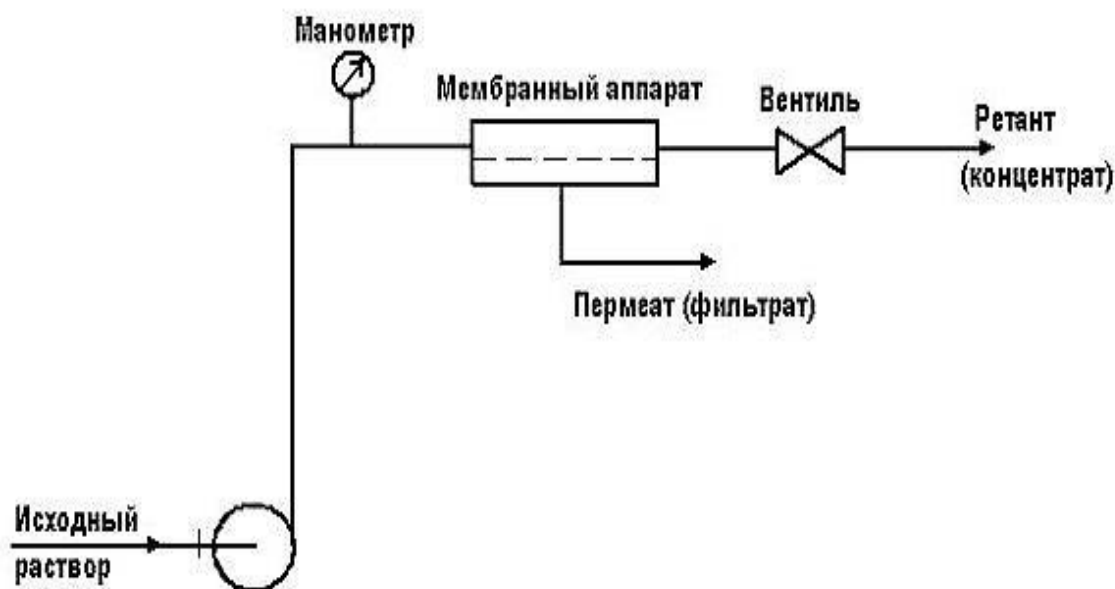 Манометр
Мембранный аппарат
Вентиль
Ретант
(концентрат)
Пермеат (фильтрат)
Исходный
раствор